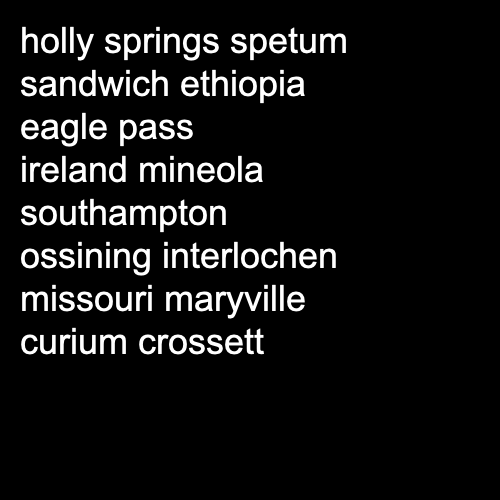 holly springs spetum
sandwich ethiopia
eagle pass
ireland mineola
southampton
ossining interlochen
missouri maryville
curium crossett